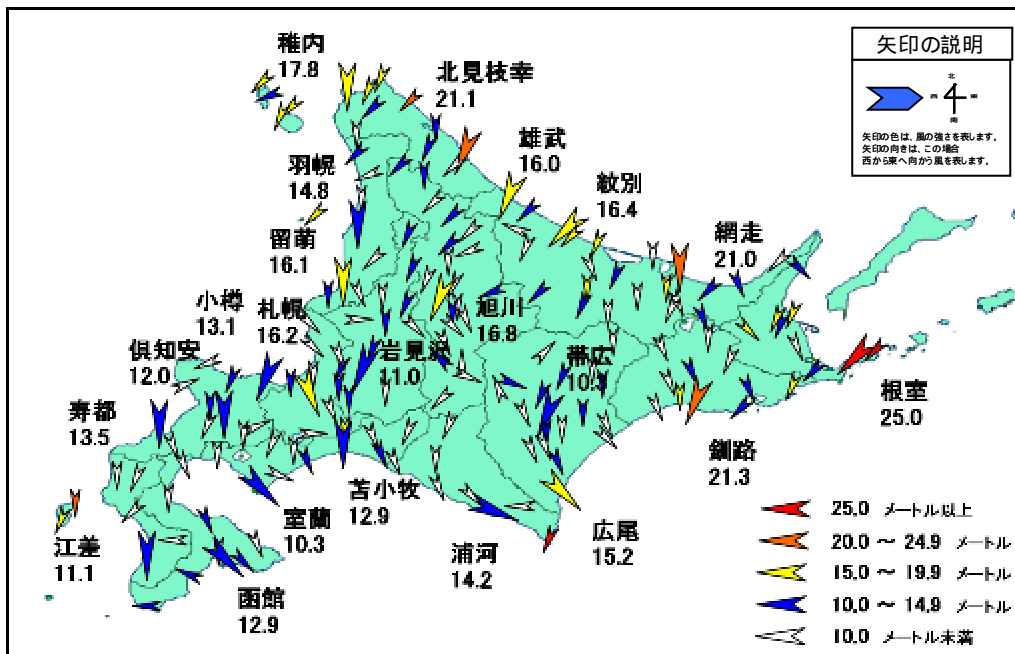 稚内
17.8
北見枝幸
21.1
雄武
16.0
羽幌
14.8
紋別
16.4
留萌
16.1
網走
21.0
小樽
13.1
札幌
16.2
旭川
16.8
倶知安
12.0
岩見沢
11.0
帯広
10.3
根室
25.0
寿都
13.5
釧路
21.3
苫小牧
12.9
室蘭
10.3
広尾
15.2
浦河
14.2
江差
11.1
函館
12.9
矢印の説明
北
西 東
南
矢印の色は、風の強さを表します。
矢印の向きは、この場合
西から東へ向かう風を表します。
25.0 メートル以上
20.0 ~ 24.9 メートル
15.0 ~ 19.9 メートル
10.0 ~ 14.9 メートル
10.0 メートル未満